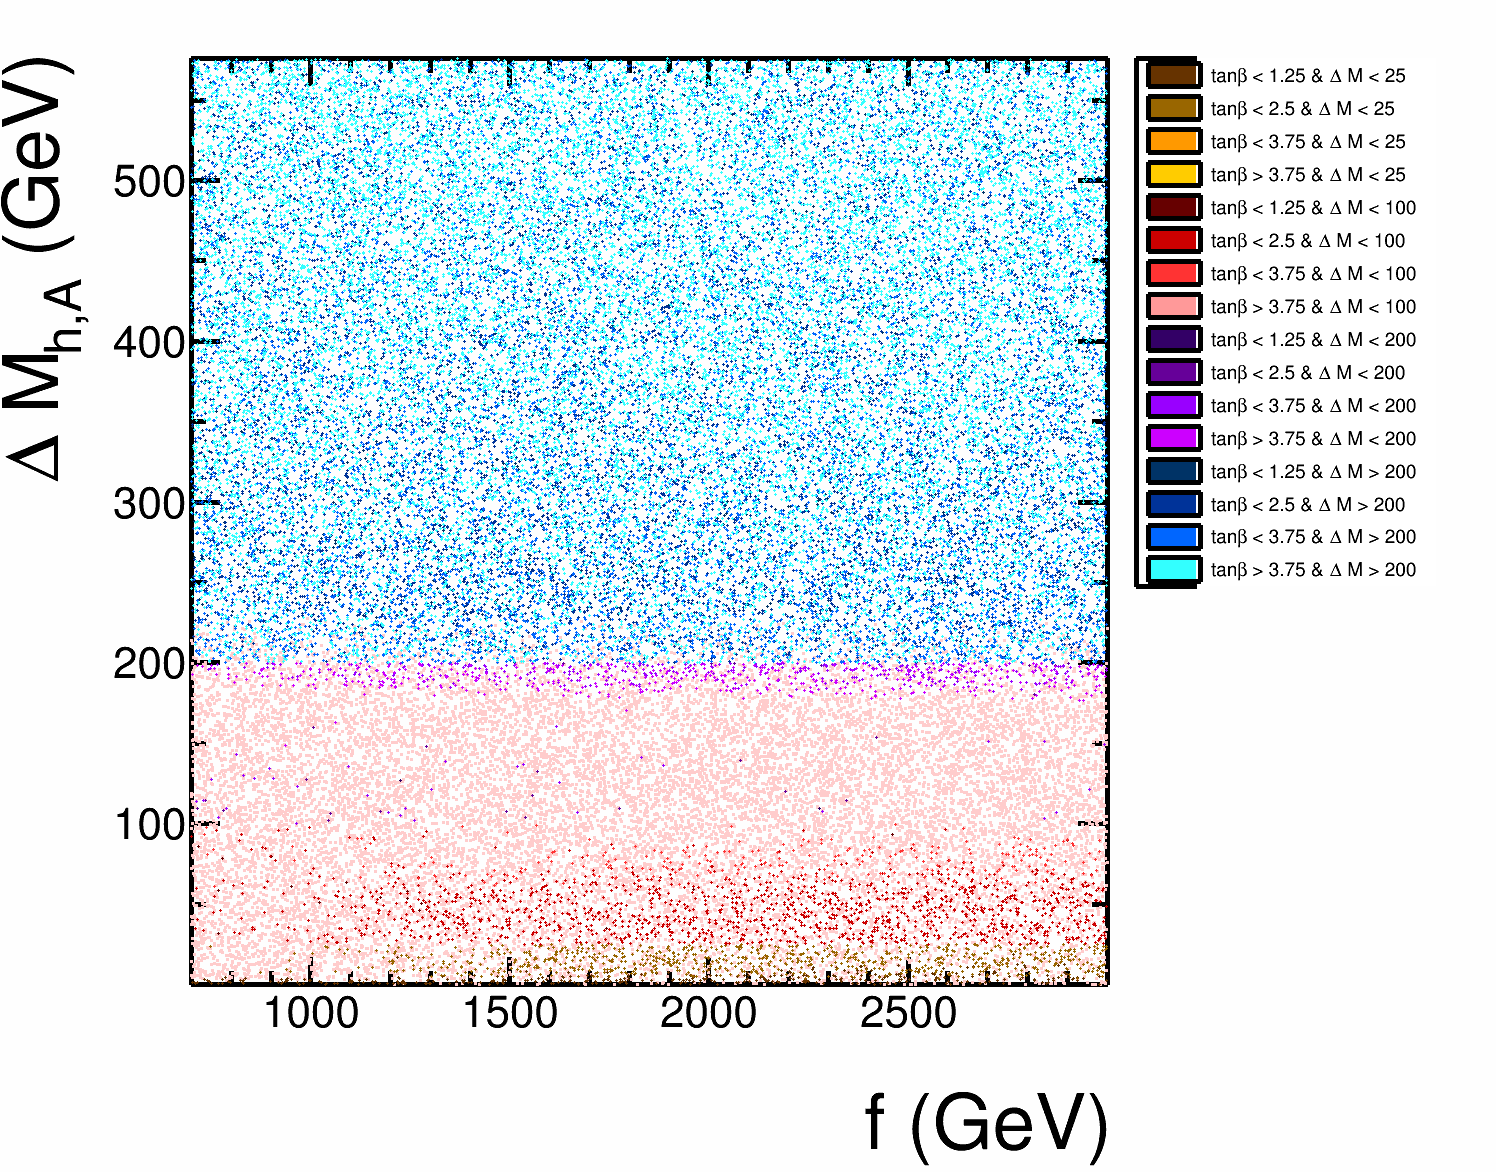 Δ M h,A (GeV)
500
400
300
200
100
1000 1500 2000 2500
f (GeV)
tanβ < 1.25 & Δ M < 25
tanβ < 2.5 & Δ M < 25
tanβ < 3.75 & Δ M < 25
tanβ > 3.75 & Δ M < 25
tanβ < 1.25 & Δ M < 100
tanβ < 2.5 & Δ M < 100
tanβ < 3.75 & Δ M < 100
tanβ > 3.75 & Δ M < 100
tanβ < 1.25 & Δ M < 200
tanβ < 2.5 & Δ M < 200
tanβ < 3.75 & Δ M < 200
tanβ > 3.75 & Δ M < 200
tanβ < 1.25 & Δ M > 200
tanβ < 2.5 & Δ M > 200
tanβ < 3.75 & Δ M > 200
tanβ > 3.75 & Δ M > 200